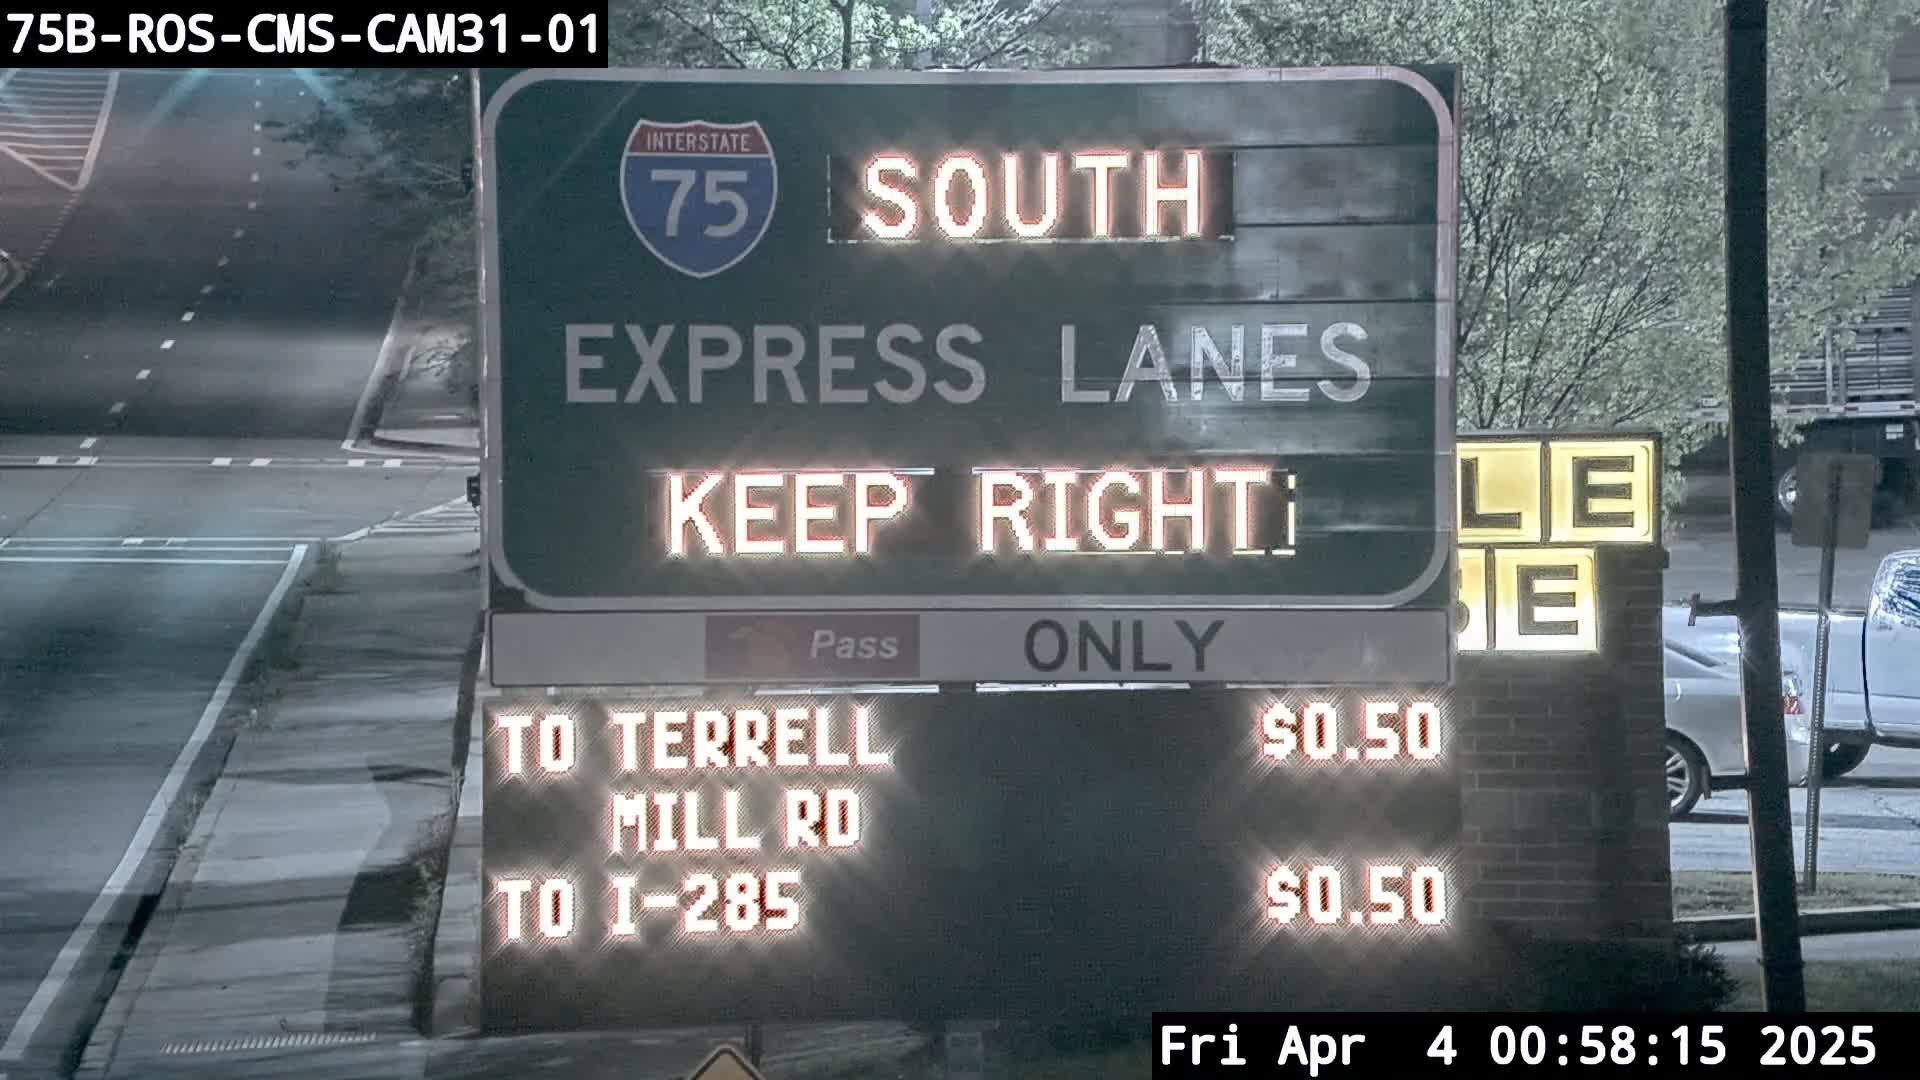 75B-ROS-CMS-CAM31-01
INTERSTATE
75
SOUTH
EXPRESS LANES
KEEP RIGHT
Pass ONLY
TO TERRELL $0.50
MILL RD
TO I-285 $0.50
LE
E
Fri Apr 4 00:58:15 2025